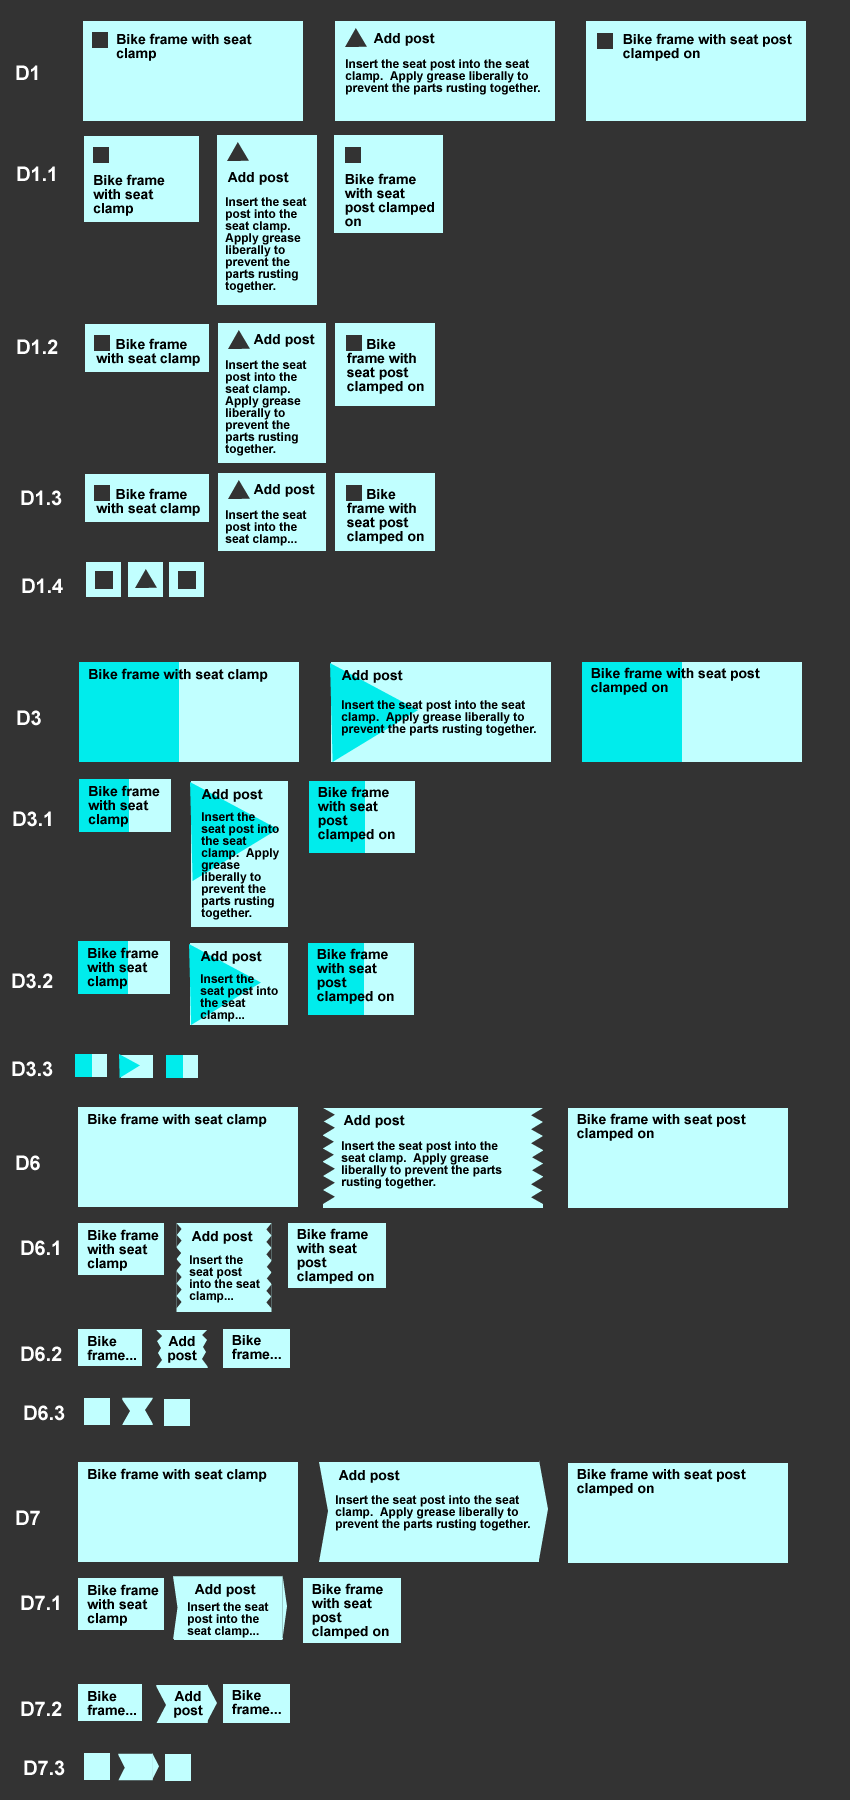 D1
Bike frame with seat
clamp
Add post
Insert the seat post into the seat
clamp.  Apply grease liberally to
prevent the parts rusting together.
Bike frame with seat post
clamped on
D1.1
Bike frame
with seat
clamp
Add post
Insert the seat
post into the
seat clamp.
Apply grease
liberally to
prevent the
parts rusting
together.
Bike frame
with seat
post clamped
on
D1.2
Bike frame
with seat clamp
Add post
Insert the seat
post into the
seat clamp.
Apply grease
liberally to
prevent the
parts rusting
together.
Bike
frame with
seat post
clamped on
D1.3
Bike frame
with seat clamp
Add post
Insert the seat
post into the
seat clamp...
Bike
frame with
seat post
clamped on
D1.4
D3
Bike frame with seat clamp
Add post
Insert the seat post into the seat
clamp.  Apply grease liberally to
prevent the parts rusting together.
Bike frame with seat post
clamped on
D3.1
Bike frame
with seat
clamp
Add post
Insert the
seat post into
the seat
clamp.  Apply
grease
liberally to
prevent the
parts rusting
together.
Bike frame
with seat
post
clamped on
D3.2
Bike frame
with seat
clamp
Add post
Insert the
seat post into
the seat
clamp...
Bike frame
with seat
post
clamped on
D3.3
D6
Bike frame with seat clamp
Add post
Insert the seat post into the
seat clamp.  Apply grease
liberally to prevent the parts
rusting together.
Bike frame with seat post
clamped on
D6.1
Bike frame
with seat
clamp
Add post
Insert the
seat post
into the seat
clamp...
Bike frame
with seat
post
clamped on
D6.2
Bike
frame...
Add
post
Bike
frame...
D6.3
D7
Bike frame with seat clamp
Add post
Insert the seat post into the seat
clamp.  Apply grease liberally to
prevent the parts rusting together.
Bike frame with seat post
clamped on
D7.1
Bike frame
with seat
clamp
Add post
Insert the seat
post into the
seat clamp...
Bike frame
with seat
post
clamped on
D7.2
Bike
frame...
Add
post
Bike
frame...
D7.3